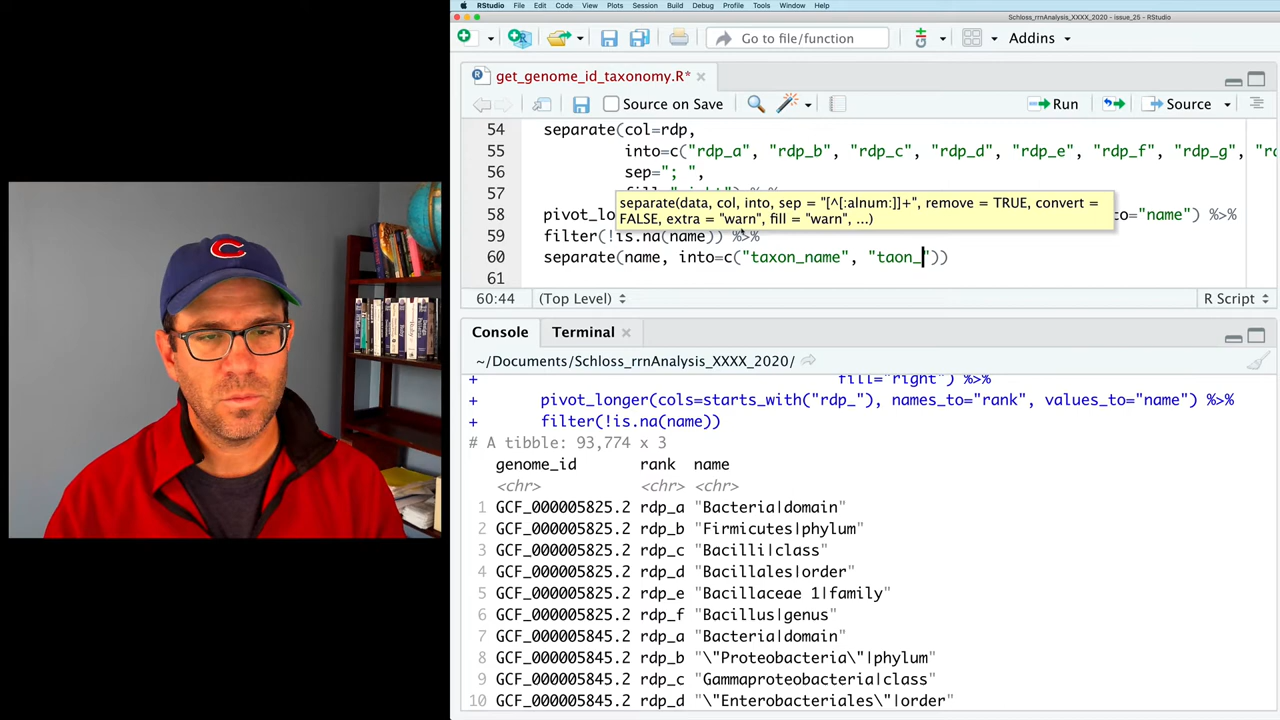 RStudio File Edit Code View Plots Session Build Debug Profile Tools Window Help
Schloss_rrnAnalysis_XXXX_2020 - issue_25 - RStudio
Go to file/function Addins
get_genome_id_taxonomy.R*
Source on Save Run Source
54 separate(col=rdp,
55 into=c("rdp_a", "rdp_b", "rdp_c", "rdp_d", "rdp_e", "rdp_f", "rdp_g", "rd
56 sep="; ",
57
separate(data, col, into, sep = "[^[:alnum:]]+", remove = TRUE, convert =
FALSE, extra = "warn", fill = "warn", ...)
58 pivot_lo to="name") %>%
59 filter(!is.na(name)) %>%
60 separate(name, into=c("taxon_name", "taon_"))
61
60:44 (Top Level) R Script
Console Terminal
~/Documents/Schloss_rrnAnalysis_XXXX_2020/
+ fill="right") %>%
+ pivot_longer(cols=starts_with("rdp_"), names_to="rank", values_to="name") %>%
+ filter(!is.na(name))
# A tibble: 93,774 x 3
genome_id rank name
<chr> <chr> <chr>
1 GCF_000005825.2 rdp_a "Bacteria|domain"
2 GCF_000005825.2 rdp_b "Firmicutes|phylum"
3 GCF_000005825.2 rdp_c "Bacilli|class"
4 GCF_000005825.2 rdp_d "Bacillales|order"
5 GCF_000005825.2 rdp_e "Bacillaceae 1|family"
6 GCF_000005825.2 rdp_f "Bacillus|genus"
7 GCF_000005845.2 rdp_a "Bacteria|domain"
8 GCF_000005845.2 rdp_b "\"Proteobacteria\"|phylum"
9 GCF_000005845.2 rdp_c "Gammaproteobacteria|class"
10 GCF_000005845.2 rdp_d "\"Enterobacteriales\"|order"